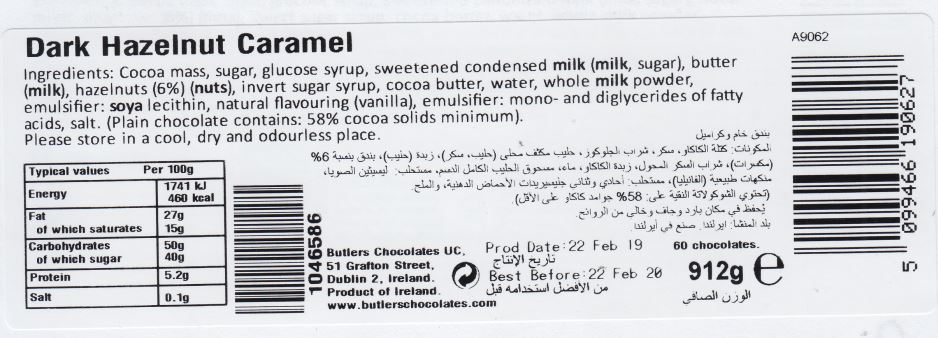 Dark Hazelnut Caramel
A9062
Ingredients: Cocoa mass, sugar, glucose syrup, sweetened condensed milk (milk, sugar), butter
(milk), hazelnuts (6%) (nuts), invert sugar syrup, cocoa butter, water, whole milk powder,
emulsifier: soya lecithin, natural flavouring (vanilla), emulsifier: mono- and diglycerides of fatty
acids, salt. (Plain chocolate contains: 58% cocoa solids minimum).
Please store in a cool, dry and odourless place.
بندق خام وكراميل
المكونات: كتلة الكاكاو، سكر، شراب الجلوكوز، حليب مكثف محلى (حليب، سكر)، زبدة (حليب)، بندق بنسبة 6%
(مكسرات)، شراب السكر المحول، زبدة الكاكاو، ماء، مسحوق الحليب الكامل الدسم، مستحلب: ليسيثين الصويا،
منكهات طبيعية (الفانيليا)، مستحلب: أحادي وثنائي جليسيريدات الأحماض الدهنية، والملح.
(تحتوي الشوكولاتة النقية على: 58% جوامد كاكاو على الأقل).
يُحفظ في مكان بارد وجاف وخالي من الروائح.
بلد المنشأ: ايرلندا. صنع في أيرلندا.
Typical values Per 100g
Energy 1741 kJ
460 kcal
Fat 27g
of which saturates 15g
Carbohydrates 50g
of which sugar 40g
Protein 5.2g
Salt 0.1g
1046586
Butlers Chocolates UC,
51 Grafton Street,
Dublin 2, Ireland.
Product of Ireland.
www.butlerschocolates.com
Prod Date: 22 Feb 19
تاريخ الإنتاج
Best Before: 22 Feb 20
من الأفضل استخدامه قبل
60 chocolates.
912g ℮
الوزن الصافي
5 099466 190627